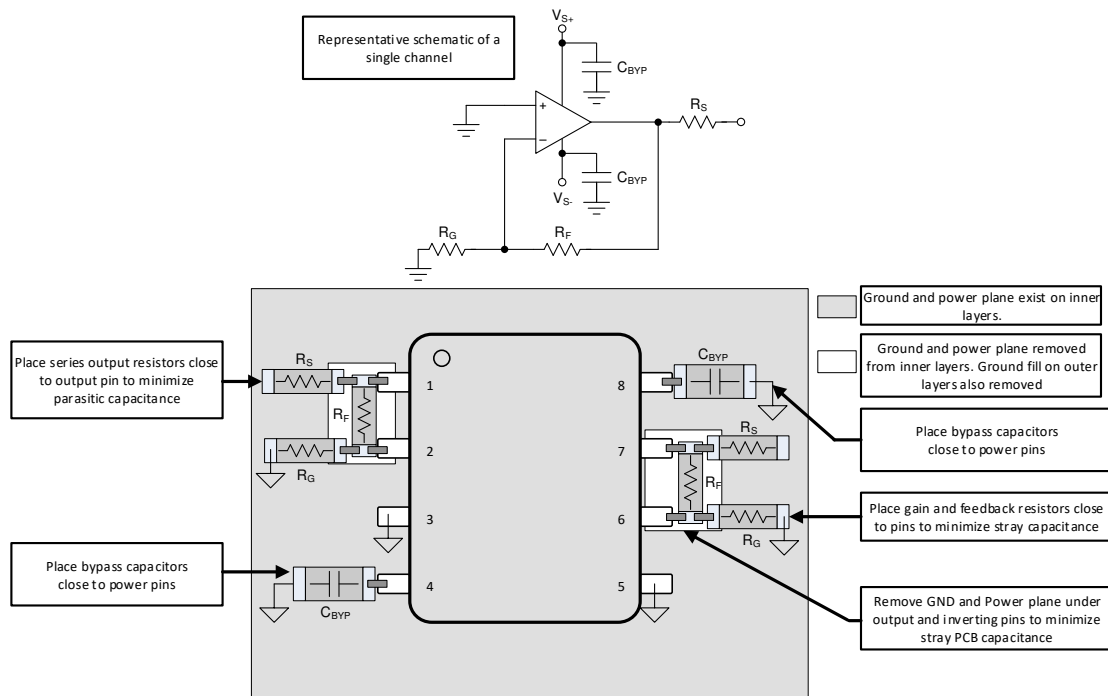 Representative schematic of a
single channel
VS+
CBYP
+
−
RS
CBYP
VS-
RG
RF
Ground and power plane exist on inner
layers.
Ground and power plane removed
from inner layers. Ground fill on outer
layers also removed
Place series output resistors close
to output pin to minimize
parasitic capacitance
RS
RF
RG
1
2
3
4
8
7
6
5
CBYP
RS
RF
RG
Place bypass capacitors
close to power pins
Place gain and feedback resistors close
to pins to minimize stray capacitance
Place bypass capacitors
close to power pins
CBYP
Remove GND and Power plane under
output and inverting pins to minimize
stray PCB capacitance